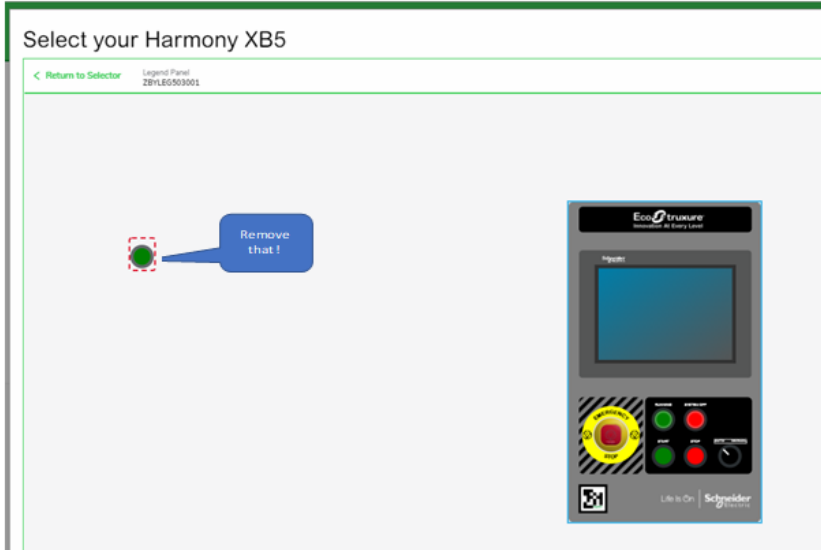 Select your Harmony XB5
Return to Selector
Legend Panel
ZBYLEG503001
Remove
that !
EcoStruxure
Innovation At Every Level
Schneider
EMERGENCY
STOP
START
STOP
Life Is On
Schneider
Electric